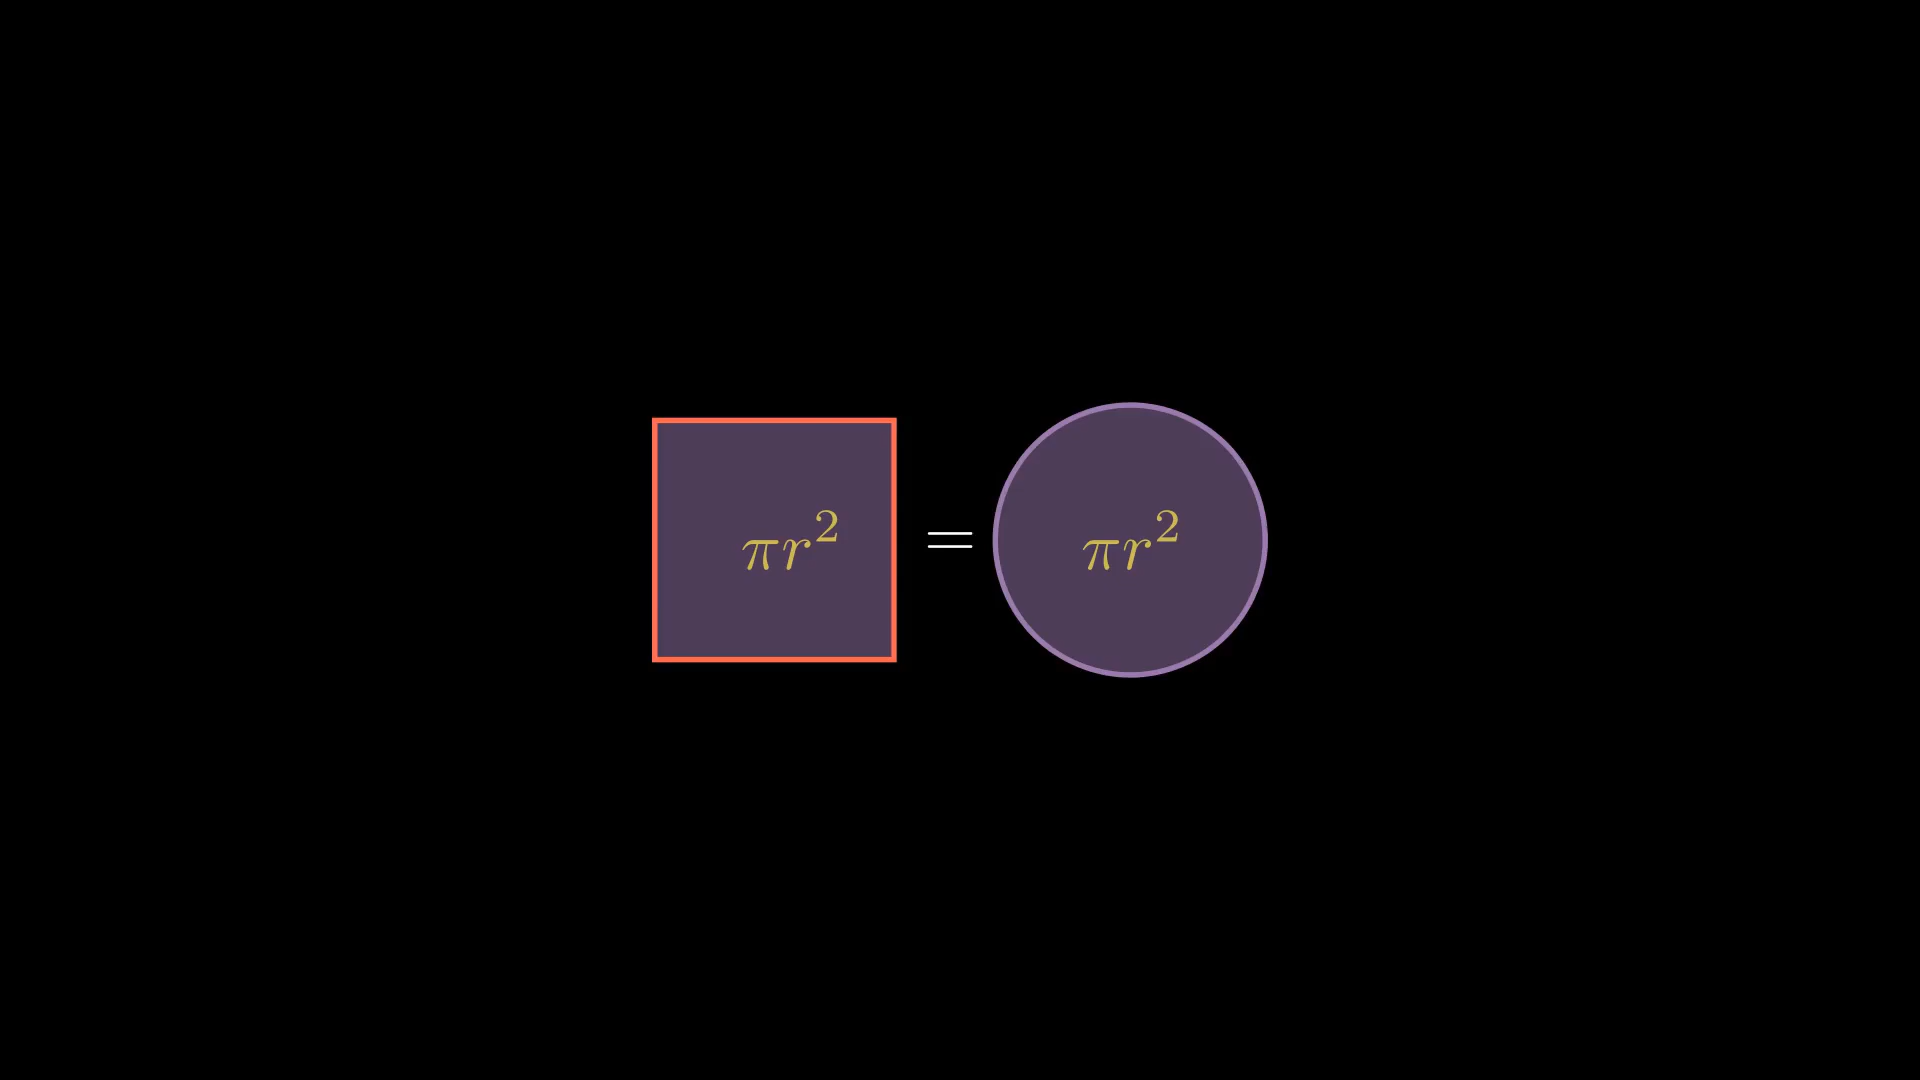 πr² = πr²